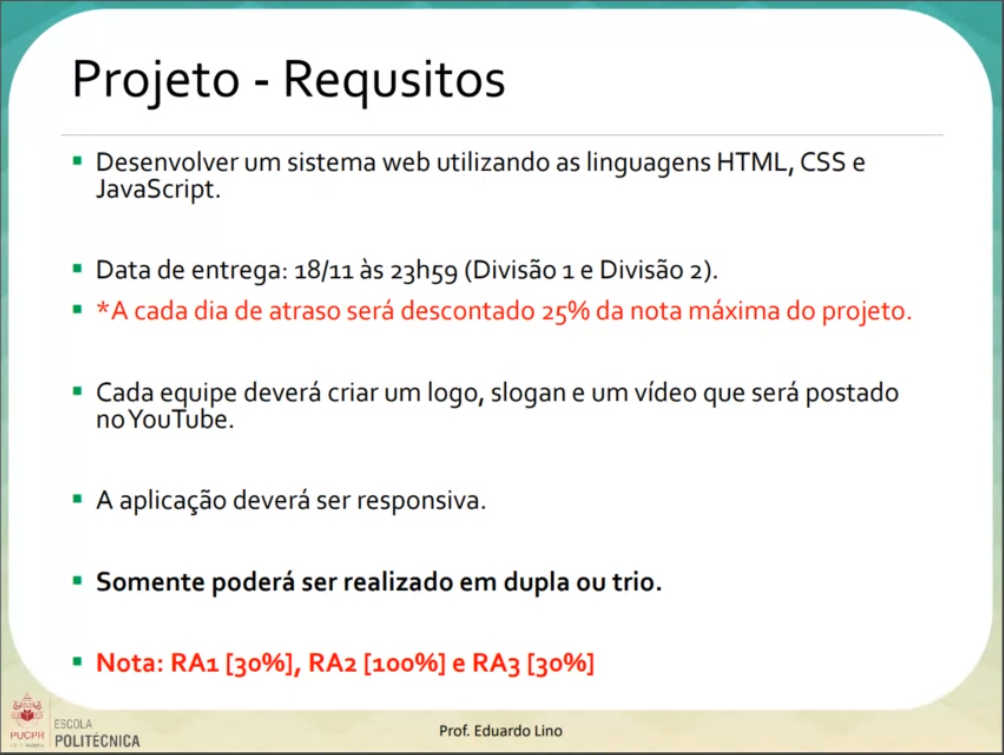 Projeto - Requsitos
Desenvolver um sistema web utilizando as linguagens HTML, CSS e
JavaScript.
Data de entrega: 18/11 às 23h59 (Divisão 1 e Divisão 2).
*A cada dia de atraso será descontado 25% da nota máxima do projeto.
Cada equipe deverá criar um logo, slogan e um vídeo que será postado
no YouTube.
A aplicação deverá ser responsiva.
Somente poderá ser realizado em dupla ou trio.
Nota: RA1 [30%], RA2 [100%] e RA3 [30%]
PUCPR
ESCOLA
POLITÉCNICA
Prof. Eduardo Lino